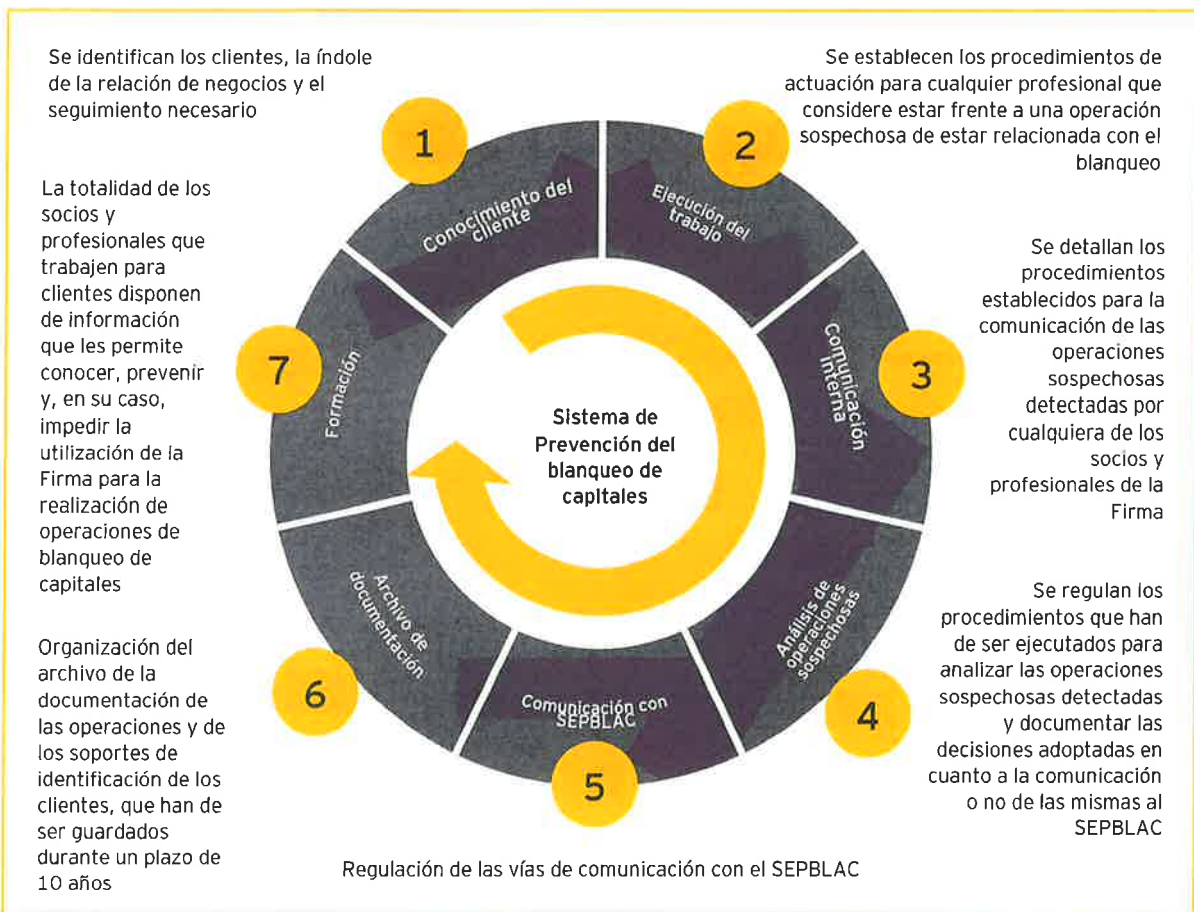 Se identifican los clientes, la índole
de la relación de negocios y el
seguimiento necesario
Se establecen los procedimientos de
actuación para cualquier profesional que
considere estar frente a una operación
sospechosa de estar relacionada con el
blanqueo
1
2
Conocimiento del
cliente
Ejecución del
trabajo
La totalidad de los
socios y
profesionales que
trabajen para
clientes disponen
de información
que les permite
conocer, prevenir
y, en su caso,
impedir la
utilización de la
Firma para la
realización de
operaciones de
blanqueo de
capitales
7
Formación
Sistema de
Prevención del
blanqueo de
capitales
Comunicación
interna
3
Se detallan los
procedimientos
establecidos para la
comunicación de las
operaciones
sospechosas
detectadas por
cualquiera de los
socios y
profesionales de la
Firma
Organización del
archivo de la
documentación de
las operaciones y de
los soportes de
identificación de los
clientes, que han de
ser guardados
durante un plazo de
10 años
6
Archivo de
documentación
Comunicación con
SEPBLAC
5
Análisis de
operaciones
sospechosas
4
Se regulan los
procedimientos que han
de ser ejecutados para
analizar las operaciones
sospechosas detectadas
y documentar las
decisiones adoptadas en
cuanto a la comunicación
o no de las mismas al
SEPBLAC
Regulación de las vías de comunicación con el SEPBLAC